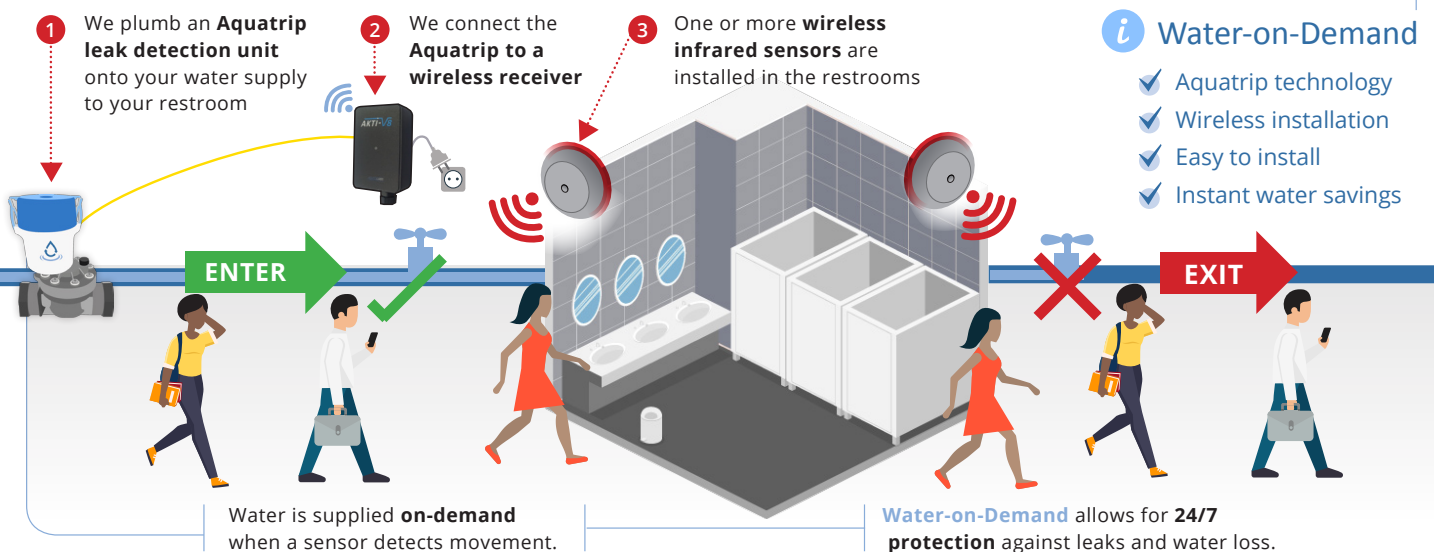 1
We plumb an Aquatrip
leak detection unit
onto your water supply
to your restroom
2
We connect the
Aquatrip to a
wireless receiver
3
One or more wireless
infrared sensors are
installed in the restrooms
i Water-on-Demand
Aquatrip technology
Wireless installation
Easy to install
Instant water savings
ENTER
EXIT
Water is supplied on-demand
when a sensor detects movement.
Water-on-Demand allows for 24/7
protection against leaks and water loss.